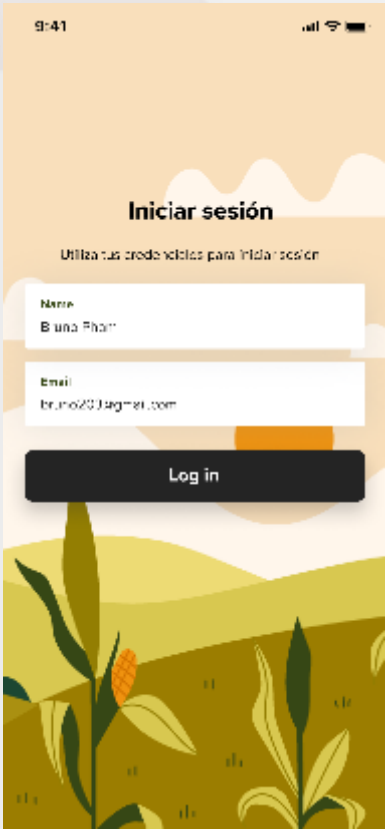 9:41
Iniciar sesión
Utiliza tus credenciales para iniciar sesión
Name
Bruno Pham
Email
Log in